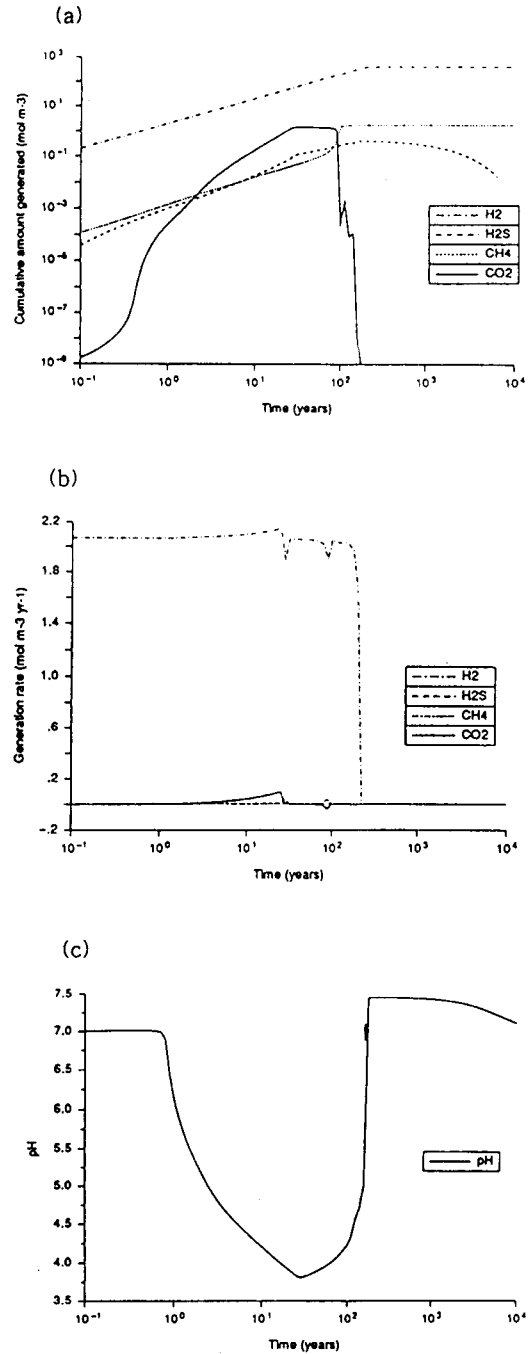 (a)
Cumulative amount generated (mol m-3)
10³
10¹
10⁻¹
10⁻³
10⁻⁷
10⁻¹ 10⁰ 10¹ 10² 10³ 10⁴
Time (years)
H2
H2S
CH4
CO2
(b)
Generation rate (mol m-3 yr-1)
2.2
1.8
1.4
1.0
.6
.2
-.2
10⁻¹ 10⁰ 10¹ 10² 10³ 10⁴
Time (years)
H2
H2S
CH4
CO2
(c)
pH
7.5
7.0
6.5
6.0
5.5
5.0
4.5
4.0
3.5
10⁻¹ 10⁰ 10¹ 10² 10³ 10⁴
Time (years)
pH